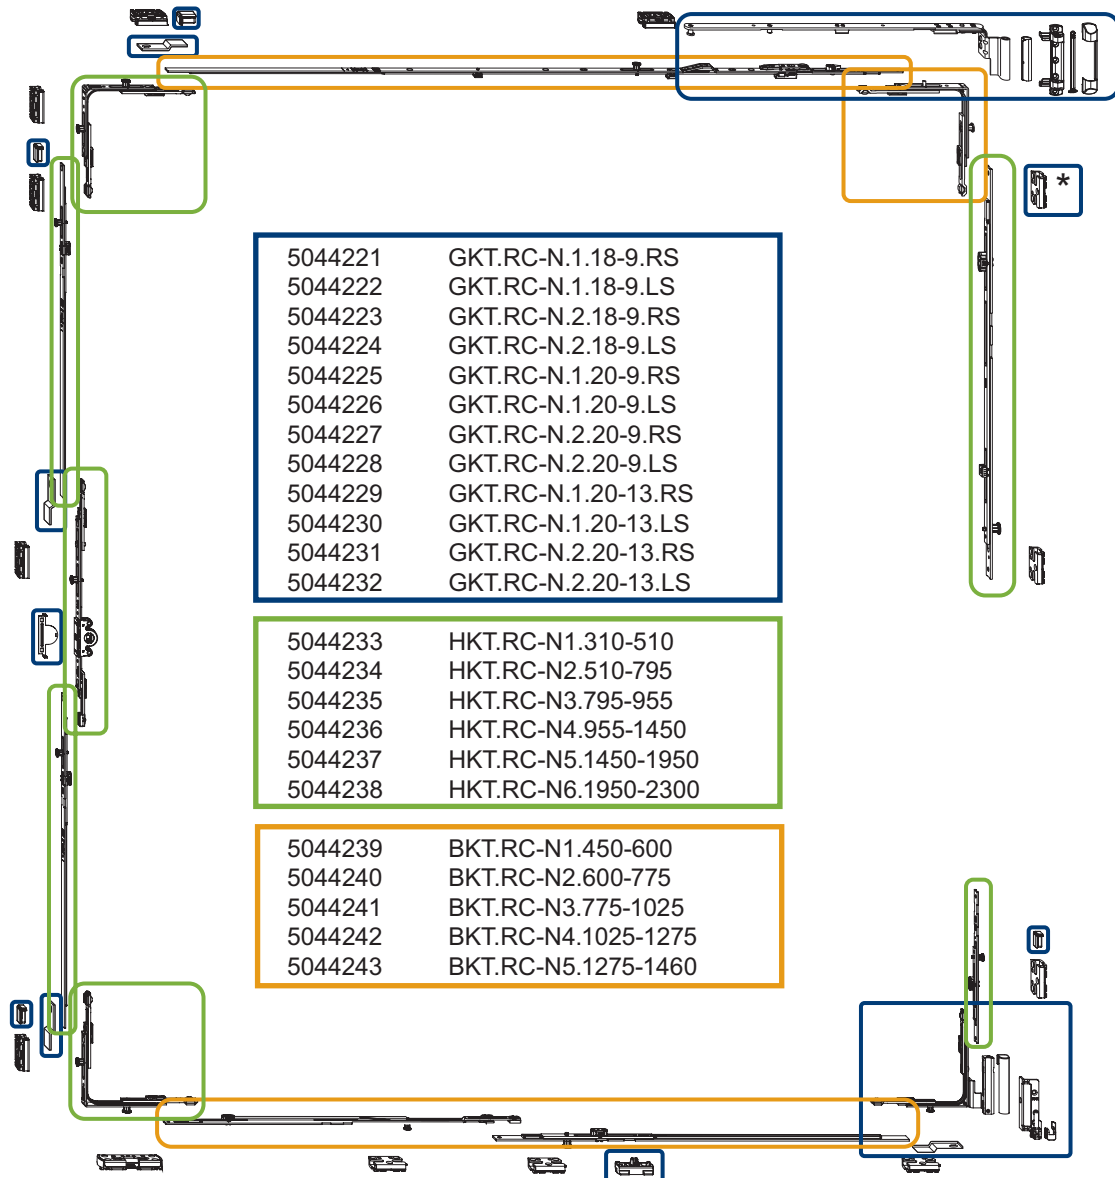 *
5044221 GKT.RC-N.1.18-9.RS
5044222 GKT.RC-N.1.18-9.LS
5044223 GKT.RC-N.2.18-9.RS
5044224 GKT.RC-N.2.18-9.LS
5044225 GKT.RC-N.1.20-9.RS
5044226 GKT.RC-N.1.20-9.LS
5044227 GKT.RC-N.2.20-9.RS
5044228 GKT.RC-N.2.20-9.LS
5044229 GKT.RC-N.1.20-13.RS
5044230 GKT.RC-N.1.20-13.LS
5044231 GKT.RC-N.2.20-13.RS
5044232 GKT.RC-N.2.20-13.LS
5044233 HKT.RC-N1.310-510
5044234 HKT.RC-N2.510-795
5044235 HKT.RC-N3.795-955
5044236 HKT.RC-N4.955-1450
5044237 HKT.RC-N5.1450-1950
5044238 HKT.RC-N6.1950-2300
5044239 BKT.RC-N1.450-600
5044240 BKT.RC-N2.600-775
5044241 BKT.RC-N3.775-1025
5044242 BKT.RC-N4.1025-1275
5044243 BKT.RC-N5.1275-1460